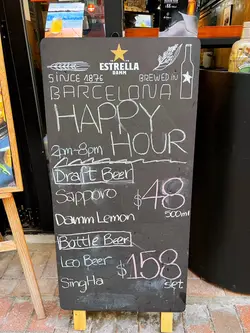 ESTRELLA
DAMM
SINCE 1876 BREWED IN
BARCELONA
HAPPY
HOUR
2pm-8pm
Draft Beer
Sapporo
$48
500ml
Damm Lemon
Bottle Beer
Leo Beer
$158
set
SingHa